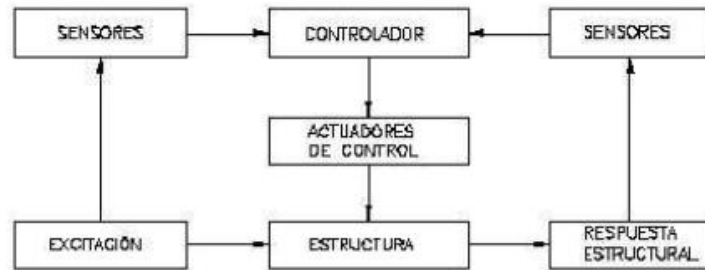 SENSORES
CONTROLADOR
SENSORES
ACTUADORES
DE CONTROL
EXCITACIÓN
ESTRUCTURA
RESPUESTA
ESTRUCTURAL